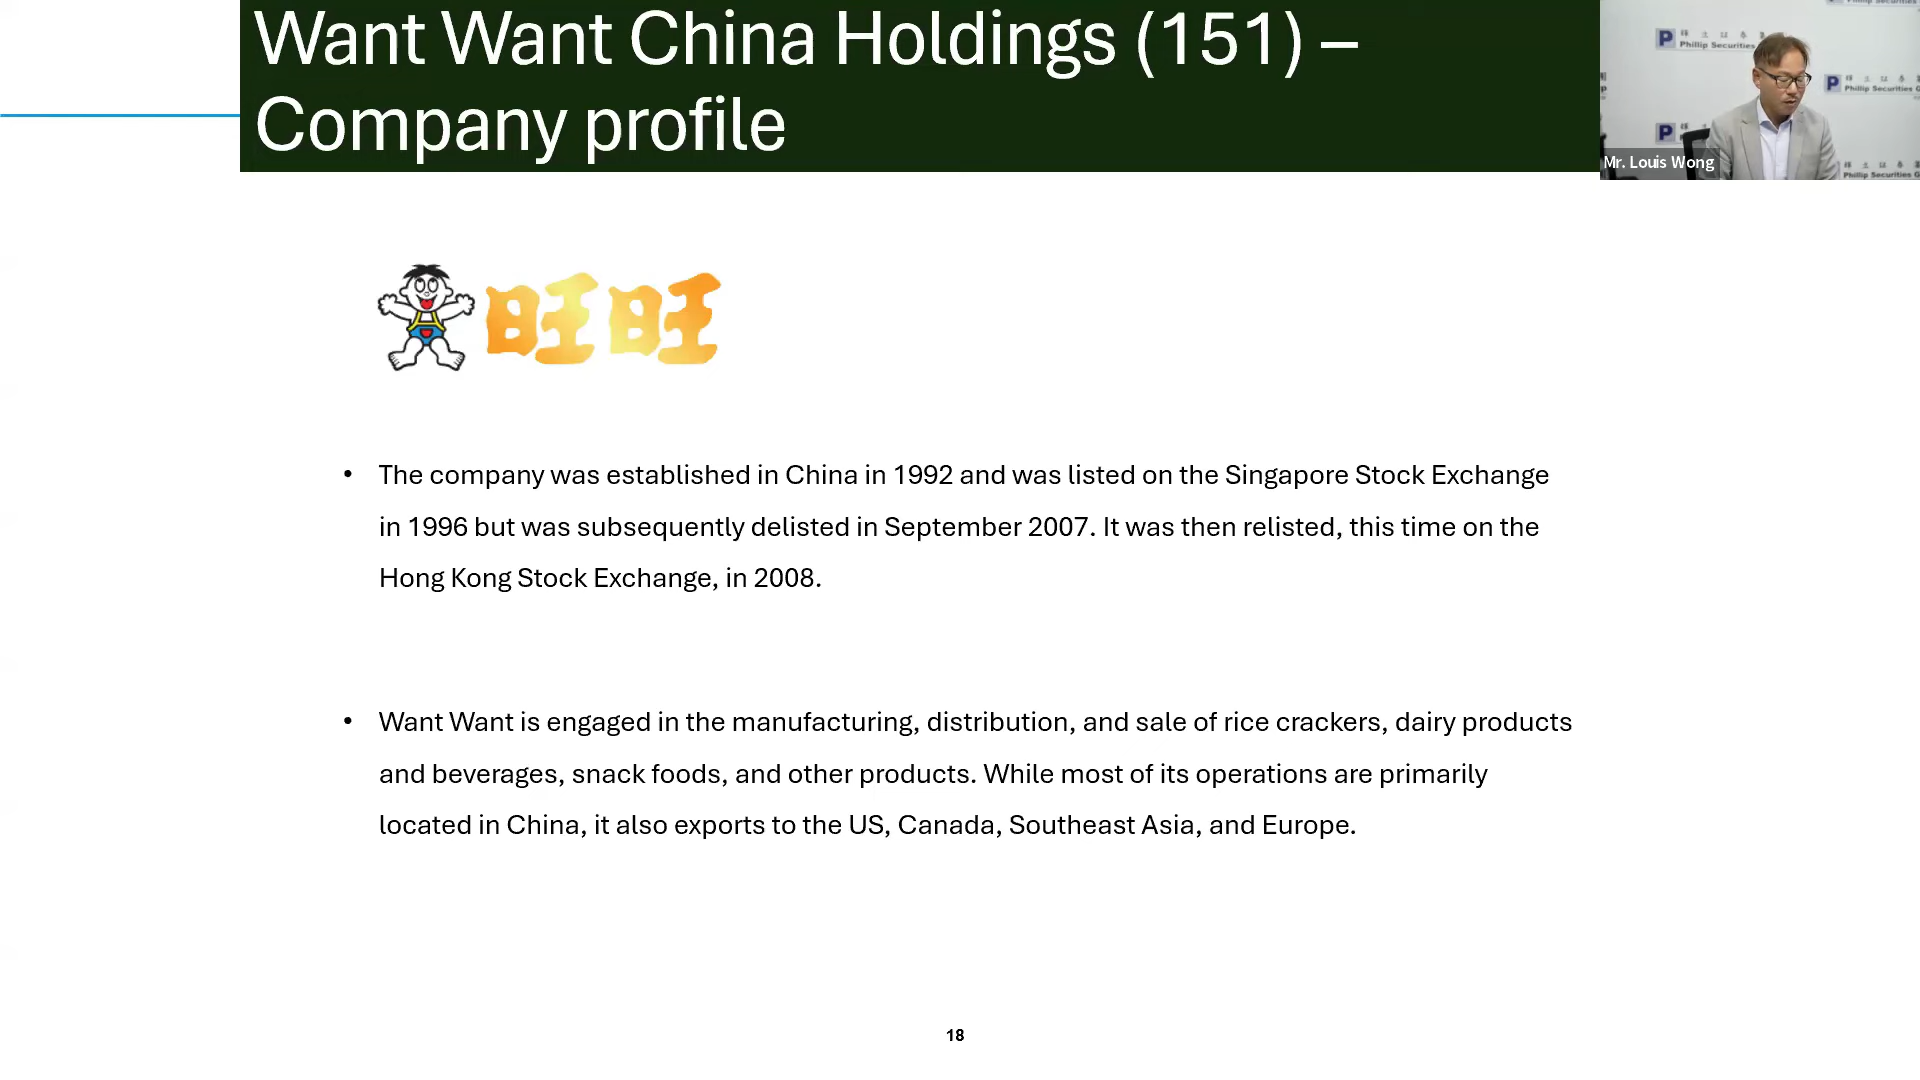 Want Want China Holdings (151) –
Company profile
Phillip Securities
Phillip Securities G
Phillip Securities G
Mr. Louis Wong
旺旺
• The company was established in China in 1992 and was listed on the Singapore Stock Exchange
in 1996 but was subsequently delisted in September 2007. It was then relisted, this time on the
Hong Kong Stock Exchange, in 2008.
• Want Want is engaged in the manufacturing, distribution, and sale of rice crackers, dairy products
and beverages, snack foods, and other products. While most of its operations are primarily
located in China, it also exports to the US, Canada, Southeast Asia, and Europe.
18